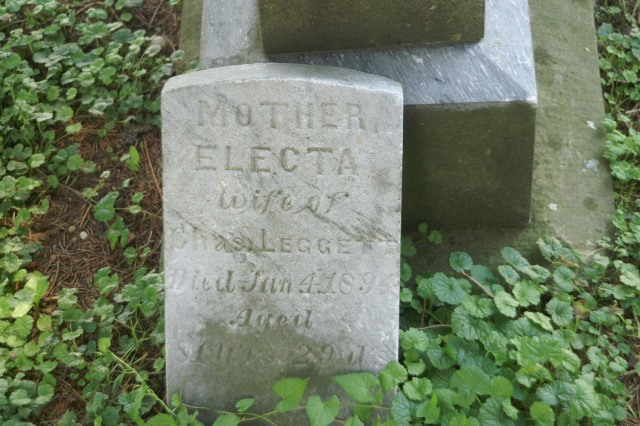 MOTHER
ELECTA
Wife of
Chas. LEGGETT
Died Jan 4. 189
Aged